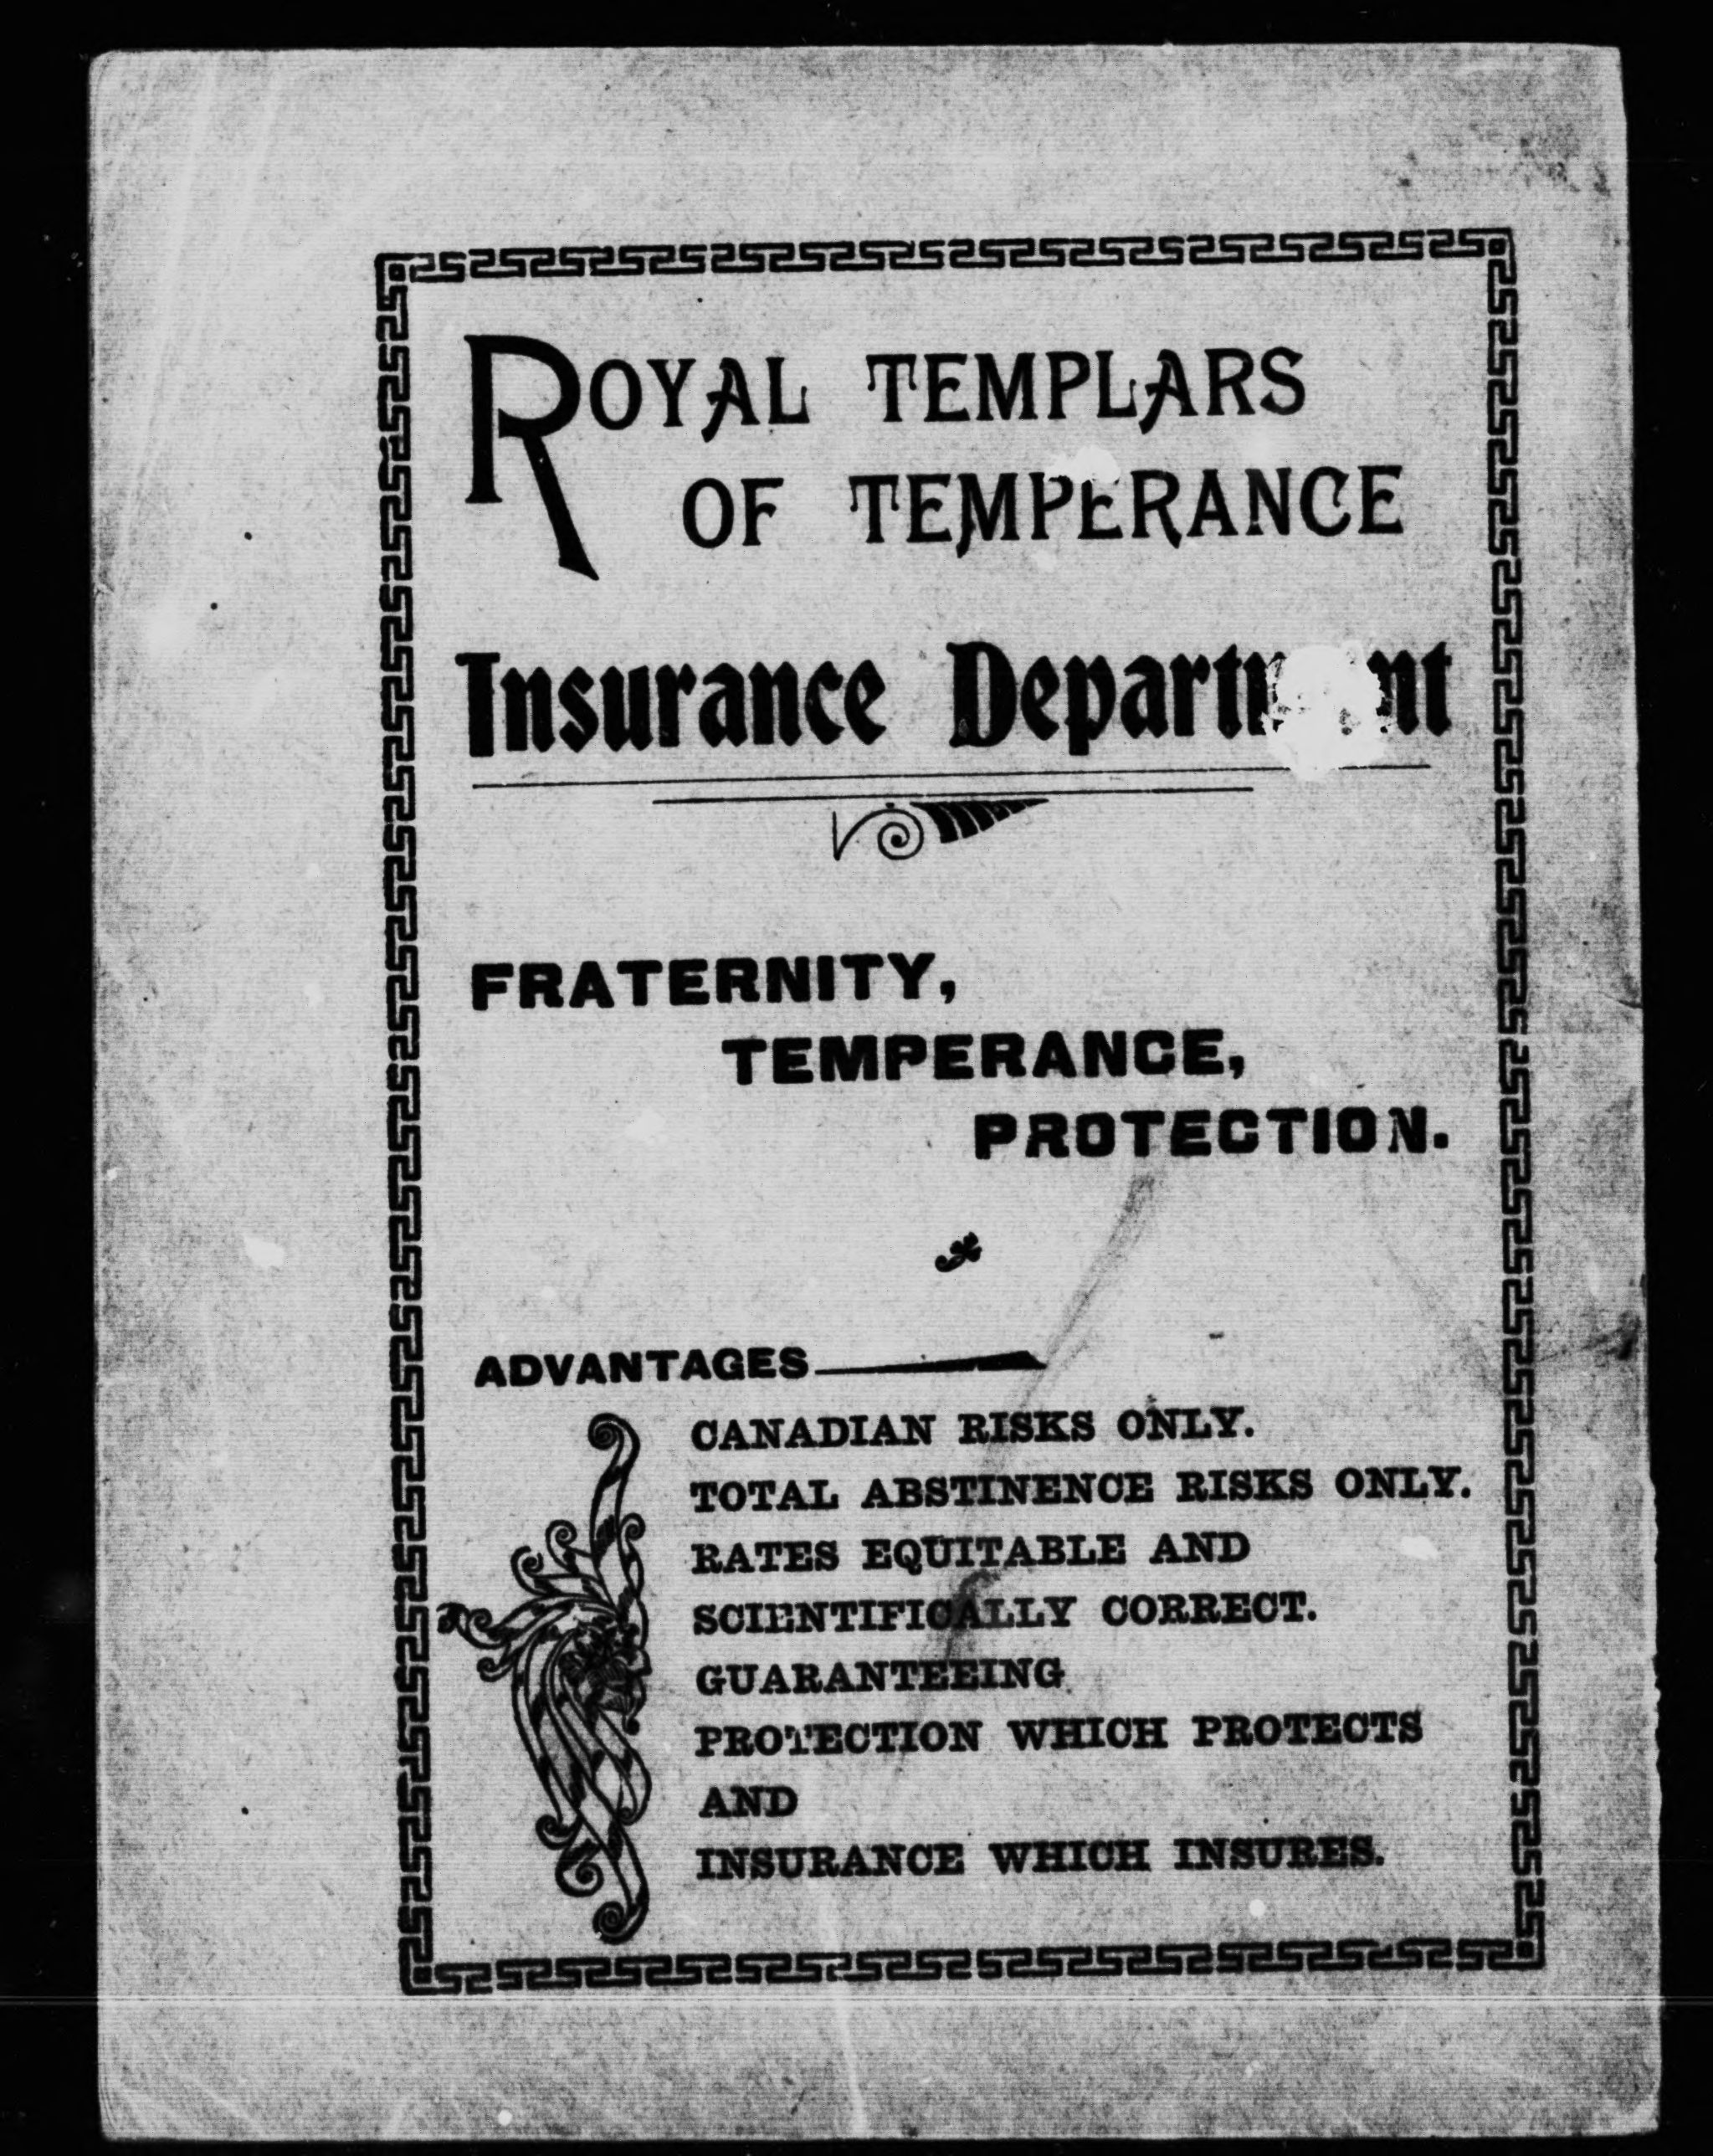 ROYAL TEMPLARS
OF TEMPERANCE
Insurance Department
FRATERNITY,
TEMPERANCE,
PROTECTION.
ADVANTAGES
CANADIAN RISKS ONLY.
TOTAL ABSTINENCE RISKS ONLY.
RATES EQUITABLE AND
SCIENTIFICALLY CORRECT.
GUARANTEEING
PROTECTION WHICH PROTECTS
AND
INSURANCE WHICH INSURES.